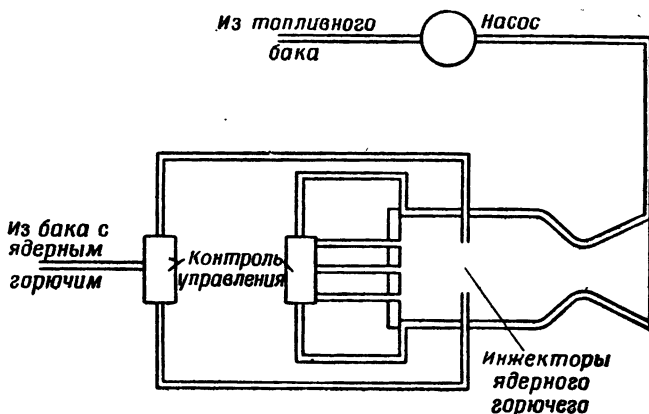 Из топливного
бака
Насос
Из бака с
ядерным
горючим
Контроль
управления
Инжекторы
ядерного
горючего